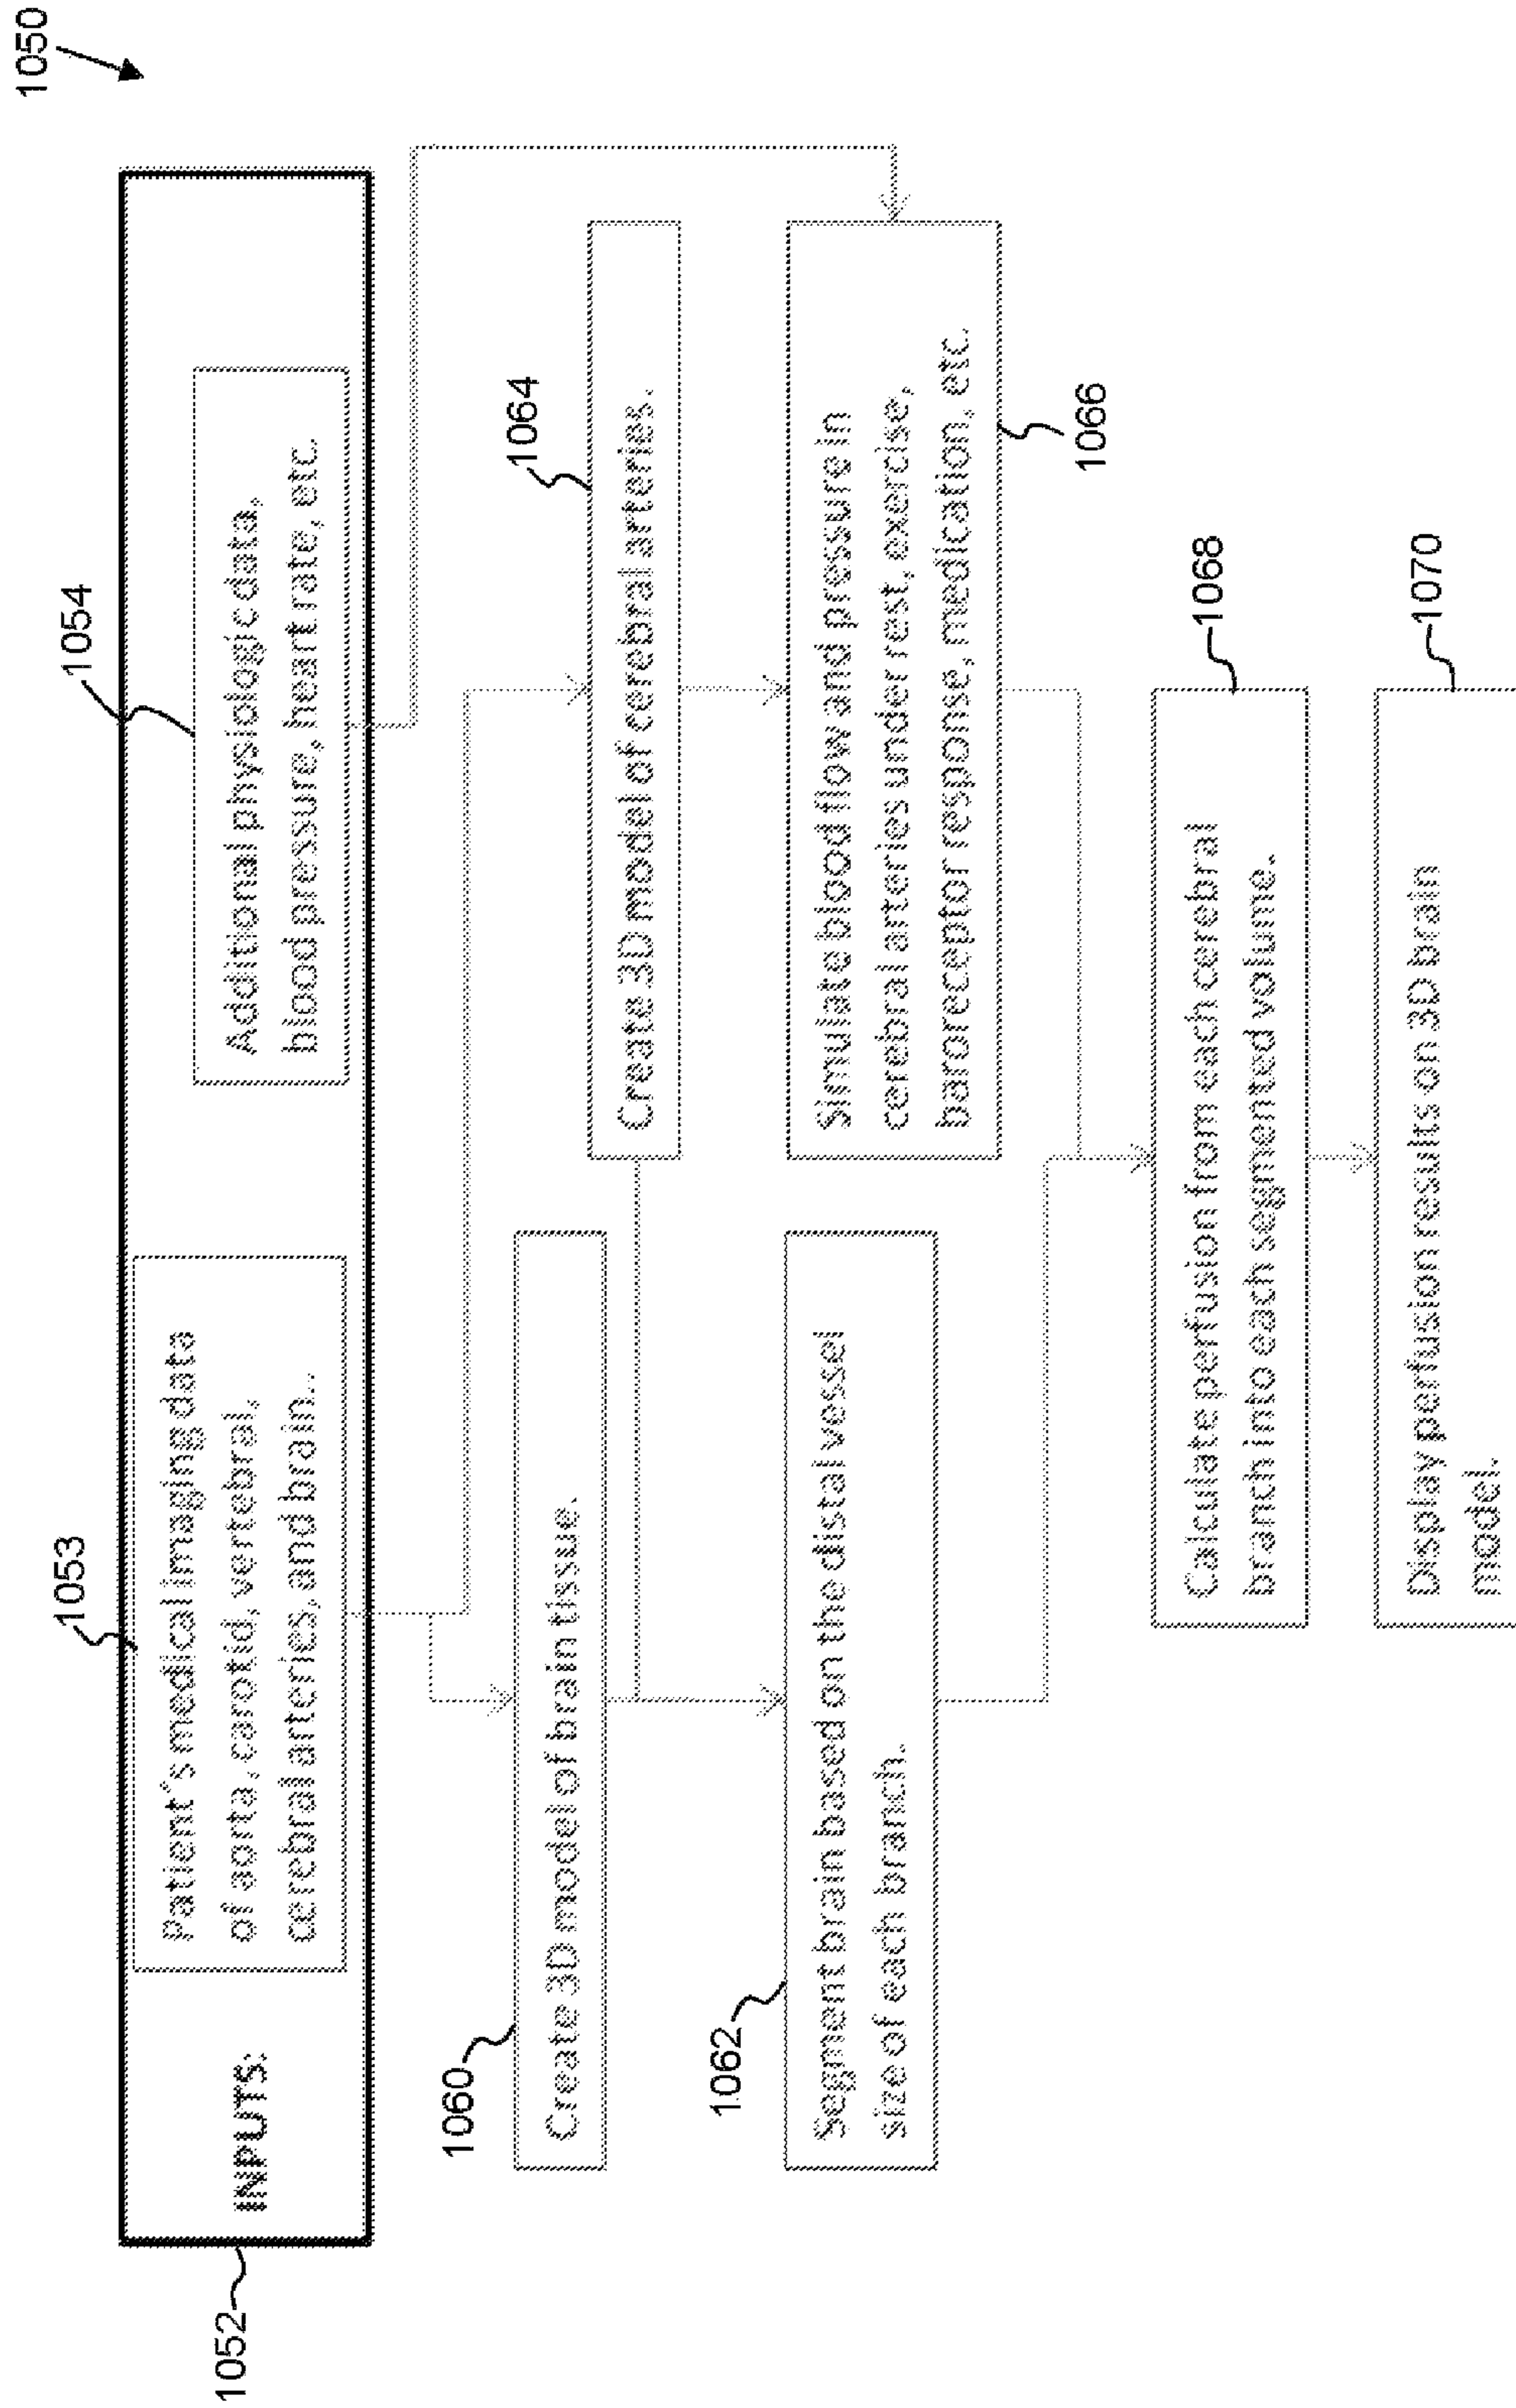 1050
1052
INPUTS:
1053
Patient's medical imaging data
of aorta, carotid, vertebral,
cerebral arteries, and brain..
1054
Additional physiologic data,
blood pressure, heart rate, etc.
1060
Create 3D model of brain tissue.
1064
Create 3D model of cerebral arteries.
1062
Segment brain based on the distal vessel
size of each branch.
Simulate blood flow and pressure in
cerebral arteries under rest, exercise,
baroreceptor response, medication, etc.
1066
Calculate perfusion from each cerebral
branch into each segmented volume.
1068
Display perfusion results on 3D brain
model.
1070